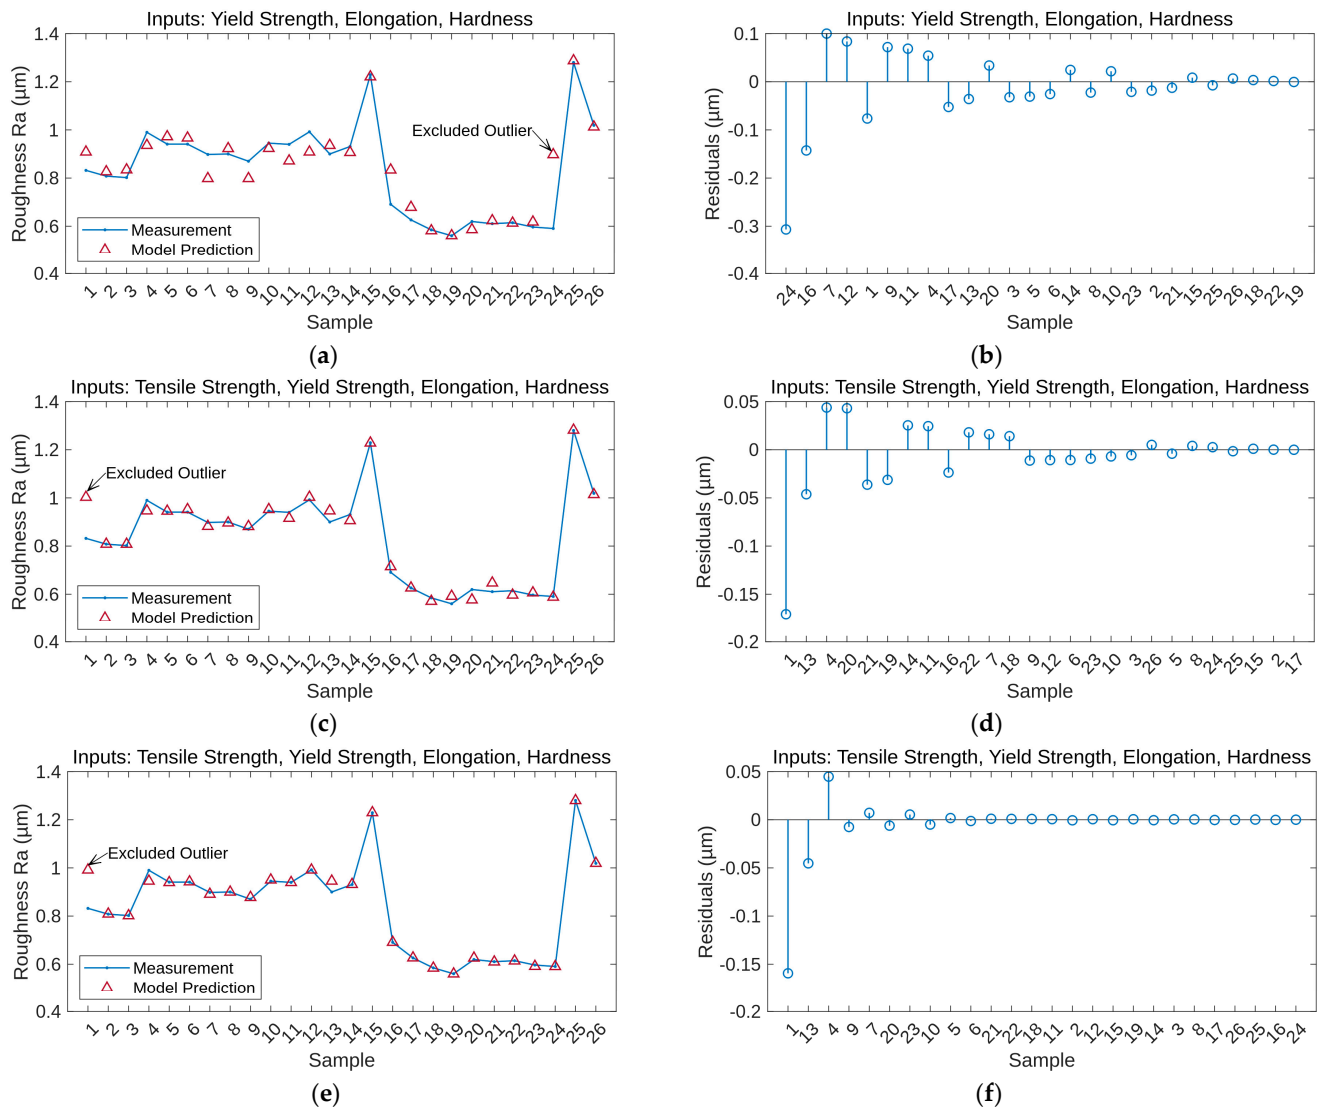 Inputs: Yield Strength, Elongation, Hardness
1.4
1.2
1
0.8
0.6
0.4
Roughness Ra (µm)
Excluded Outlier
Measurement
Model Prediction
1 2 3 4 5 6 7 8 9 10 11 12 13 14 15 16 17 18 19 20 21 22 23 24 25 26
Sample
(a)
Inputs: Yield Strength, Elongation, Hardness
0.1
0
-0.1
-0.2
-0.3
-0.4
Residuals (µm)
24 16 7 12 1 9 11 4 17 13 20 3 5 6 14 8 10 23 2 21 15 25 26 18 22 19
Sample
(b)
Inputs: Tensile Strength, Yield Strength, Elongation, Hardness
1.4
1.2
1
0.8
0.6
0.4
Roughness Ra (µm)
Excluded Outlier
Measurement
Model Prediction
1 2 3 4 5 6 7 8 9 10 11 12 13 14 15 16 17 18 19 20 21 22 23 24 25 26
Sample
(c)
Inputs: Tensile Strength, Yield Strength, Elongation, Hardness
0.05
0
-0.05
-0.1
-0.15
-0.2
Residuals (µm)
1 13 4 20 21 19 14 11 16 22 7 18 9 12 6 23 10 3 26 5 8 24 25 15 2 17
Sample
(d)
Inputs: Tensile Strength, Yield Strength, Elongation, Hardness
1.4
1.2
1
0.8
0.6
0.4
Roughness Ra (µm)
Excluded Outlier
Measurement
Model Prediction
1 2 3 4 5 6 7 8 9 10 11 12 13 14 15 16 17 18 19 20 21 22 23 24 25 26
Sample
(e)
Inputs: Tensile Strength, Yield Strength, Elongation, Hardness
0.05
0
-0.05
-0.1
-0.15
-0.2
Residuals (µm)
1 13 4 9 7 20 23 10 5 6 21 22 18 11 2 12 15 19 14 3 8 17 26 25 16 24
Sample
(f)